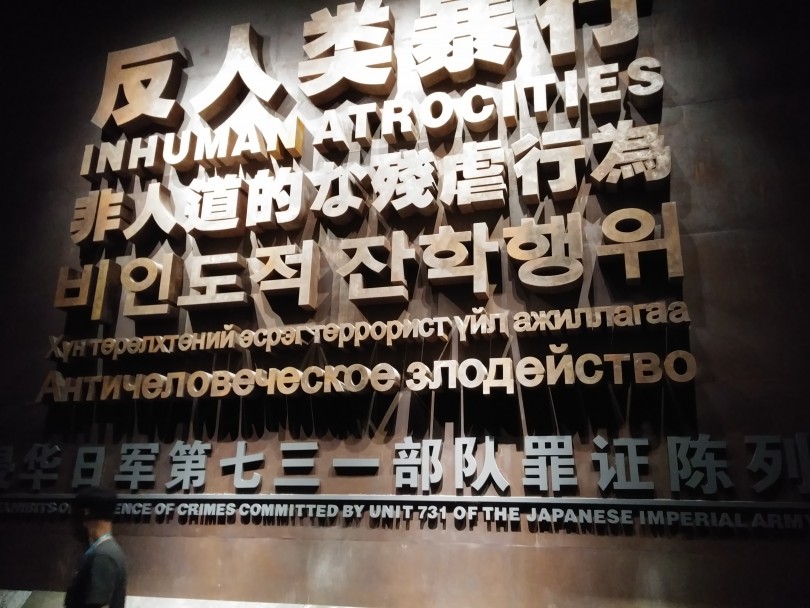 反人类暴行
INHUMAN ATROCITIES
非人道的な残虐行為
비인도적 잔학행위
Хүн төрөлхтөний эсрэг террорист үйл ажиллагаа
Античеловеческое злодейство
侵华日军第七三一部队罪证陈列
OF CRIMES COMMITTED BY UNIT 731 OF THE JAPANESE IMPERIAL ARMY